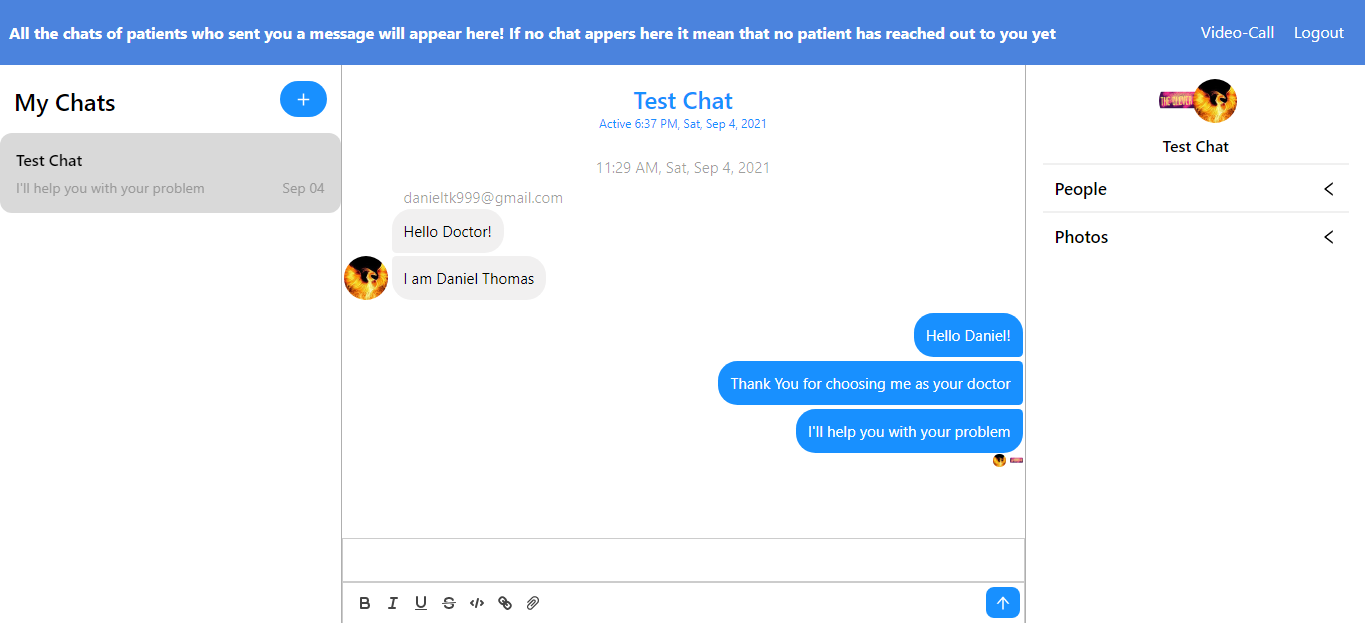 All the chats of patients who sent you a message will appear here! If no chat appers here it mean that no patient has reached out to you yet
Video-Call
Logout
My Chats
+
Test Chat
I'll help you with your problem
Sep 04
Test Chat
Active 6:37 PM, Sat, Sep 4, 2021
11:29 AM, Sat, Sep 4, 2021
danieltk999@gmail.com
Hello Doctor!
I am Daniel Thomas
Hello Daniel!
Thank You for choosing me as your doctor
I'll help you with your problem
B I U S </>
THE CLEVER
Test Chat
People
Photos